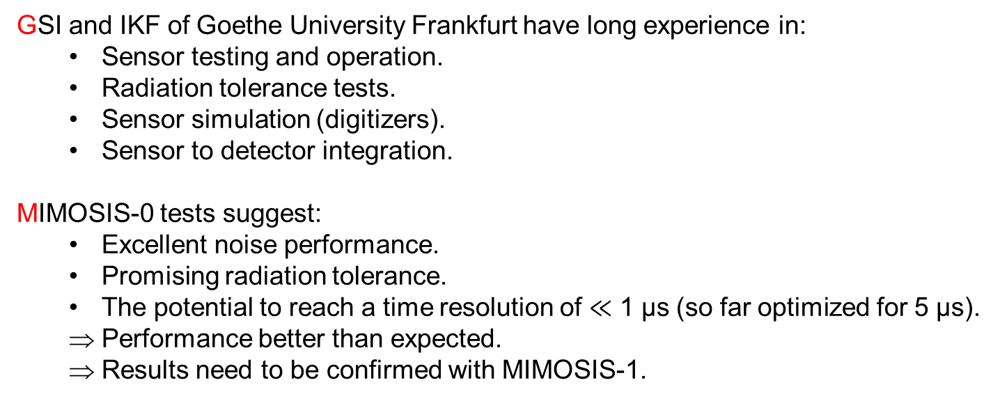 GSI and IKF of Goethe University Frankfurt have long experience in:
• Sensor testing and operation.
• Radiation tolerance tests.
• Sensor simulation (digitizers).
• Sensor to detector integration.
MIMOSIS-0 tests suggest:
• Excellent noise performance.
• Promising radiation tolerance.
• The potential to reach a time resolution of ≪ 1 µs (so far optimized for 5 µs).
⇒ Performance better than expected.
⇒ Results need to be confirmed with MIMOSIS-1.